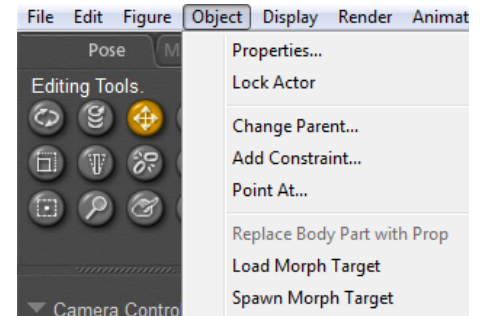 File Edit Figure Object Display Render Animat
Pose M
Properties...
Editing Tools.
Lock Actor
Change Parent...
Add Constraint...
Point At...
Replace Body Part with Prop
Load Morph Target
Spawn Morph Target
Camera Contro